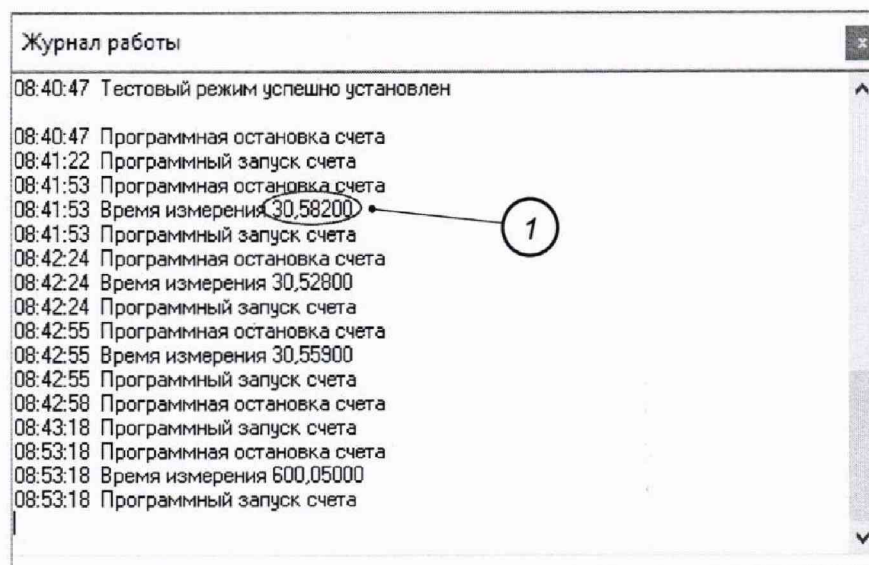 Журнал работы
x
08:40:47 Тестовый режим успешно установлен
08:40:47 Программная остановка счета
08:41:22 Программный запуск счета
08:41:53 Программная остановка счета
08:41:53 Время измерения 30,58200
1
08:41:53 Программный запуск счета
08:42:24 Программная остановка счета
08:42:24 Время измерения 30,52800
08:42:24 Программный запуск счета
08:42:55 Программная остановка счета
08:42:55 Время измерения 30,55900
08:42:55 Программный запуск счета
08:42:58 Программная остановка счета
08:43:18 Программный запуск счета
08:53:18 Программная остановка счета
08:53:18 Время измерения 600,05000
08:53:18 Программный запуск счета